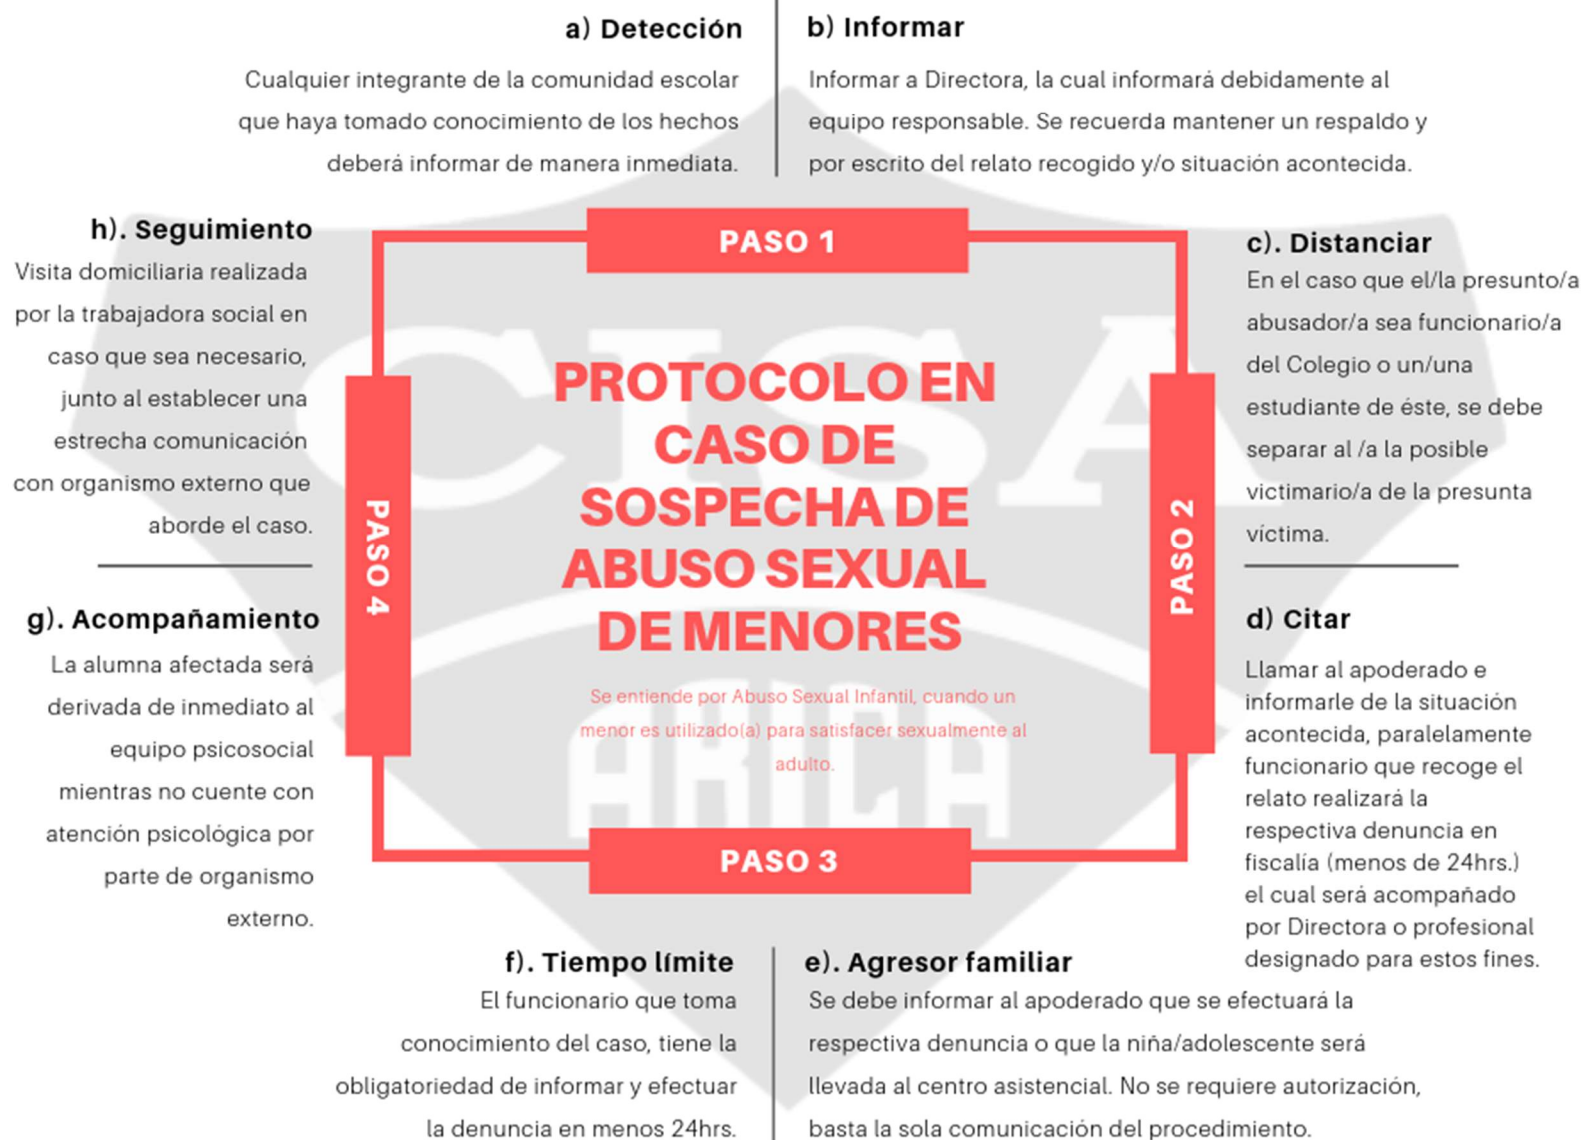 a) Detección
Cualquier integrante de la comunidad escolar
que haya tomado conocimiento de los hechos
deberá informar de manera inmediata.
b) Informar
Informar a Directora, la cual informará debidamente al
equipo responsable. Se recuerda mantener un respaldo y
por escrito del relato recogido y/o situación acontecida.
PASO 1
c). Distanciar
En el caso que el/la presunto/a
abusador/a sea funcionario/a
del Colegio o un/una
estudiante de éste, se debe
separar al /a la posible
victimario/a de la presunta
víctima.
PASO 2
d) Citar
Llamar al apoderado e
informarle de la situación
acontecida, paralelamente
funcionario que recoge el
relato realizará la
respectiva denuncia en
fiscalía (menos de 24hrs.)
el cual será acompañado
por Directora o profesional
designado para estos fines.
PROTOCOLO EN
CASO DE
SOSPECHA DE
ABUSO SEXUAL
DE MENORES
Se entiende por Abuso Sexual Infantil, cuando un
menor es utilizado(a) para satisfacer sexualmente al
adulto.
CISA
ARICA
PASO 3
e). Agresor familiar
Se debe informar al apoderado que se efectuará la
respectiva denuncia o que la niña/adolescente será
llevada al centro asistencial. No se requiere autorización,
basta la sola comunicación del procedimiento.
f). Tiempo límite
El funcionario que toma
conocimiento del caso, tiene la
obligatoriedad de informar y efectuar
la denuncia en menos 24hrs.
PASO 4
g). Acompañamiento
La alumna afectada será
derivada de inmediato al
equipo psicosocial
mientras no cuente con
atención psicológica por
parte de organismo
externo.
h). Seguimiento
Visita domiciliaria realizada
por la trabajadora social en
caso que sea necesario,
junto al establecer una
estrecha comunicación
con organismo externo que
aborde el caso.